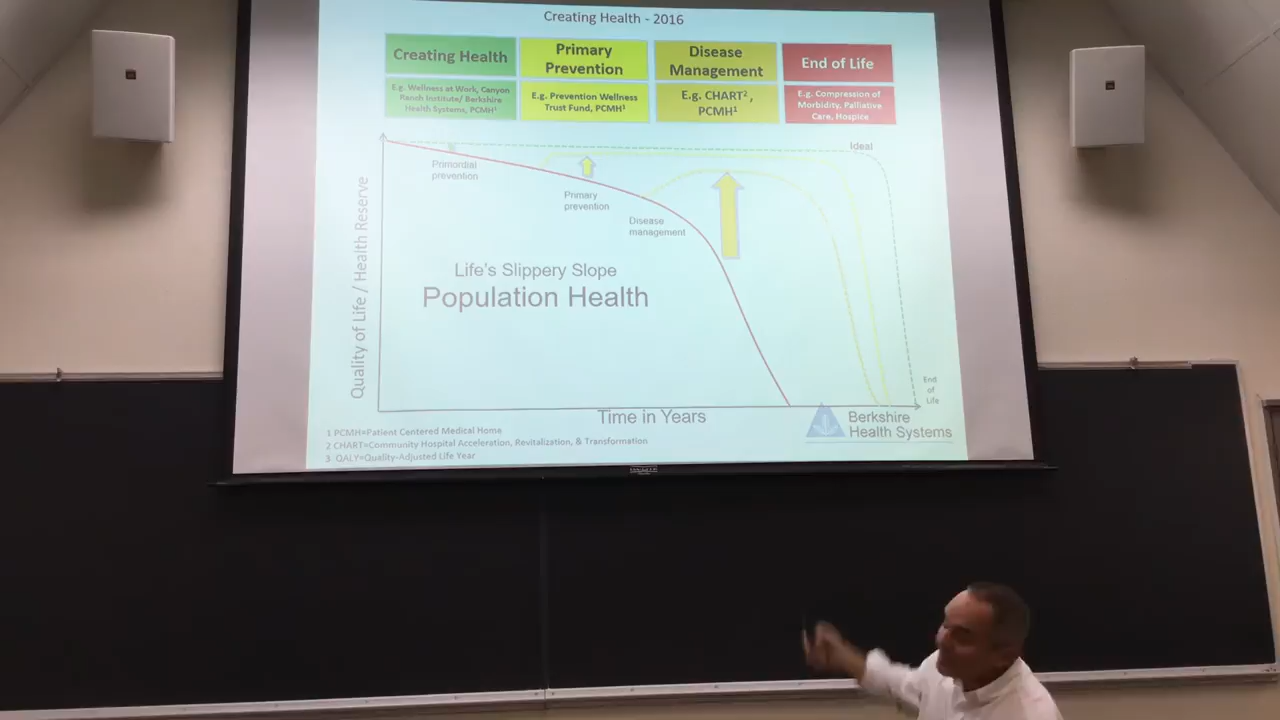 Creating Health - 2016
Creating Health
Primary
Prevention
Disease
Management
End of Life
E.g. Wellness at Work, Canyon
Ranch Institute/ Berkshire
Health Systems, PCMH¹
E.g. Prevention Wellness
Trust Fund, PCMH¹
E.g. CHART²,
PCMH¹
E.g. Compression of
Morbidity, Palliative
Care, Hospice
Ideal
Primordial
prevention
Primary
prevention
Disease
management
Quality of Life / Health Reserve
Life's Slippery Slope
Population Health
End
of
Life
Time in Years
Berkshire
Health Systems
1 PCMH=Patient Centered Medical Home
2 CHART=Community Hospital Acceleration, Revitalization, & Transformation
3 QALY=Quality-Adjusted Life Year